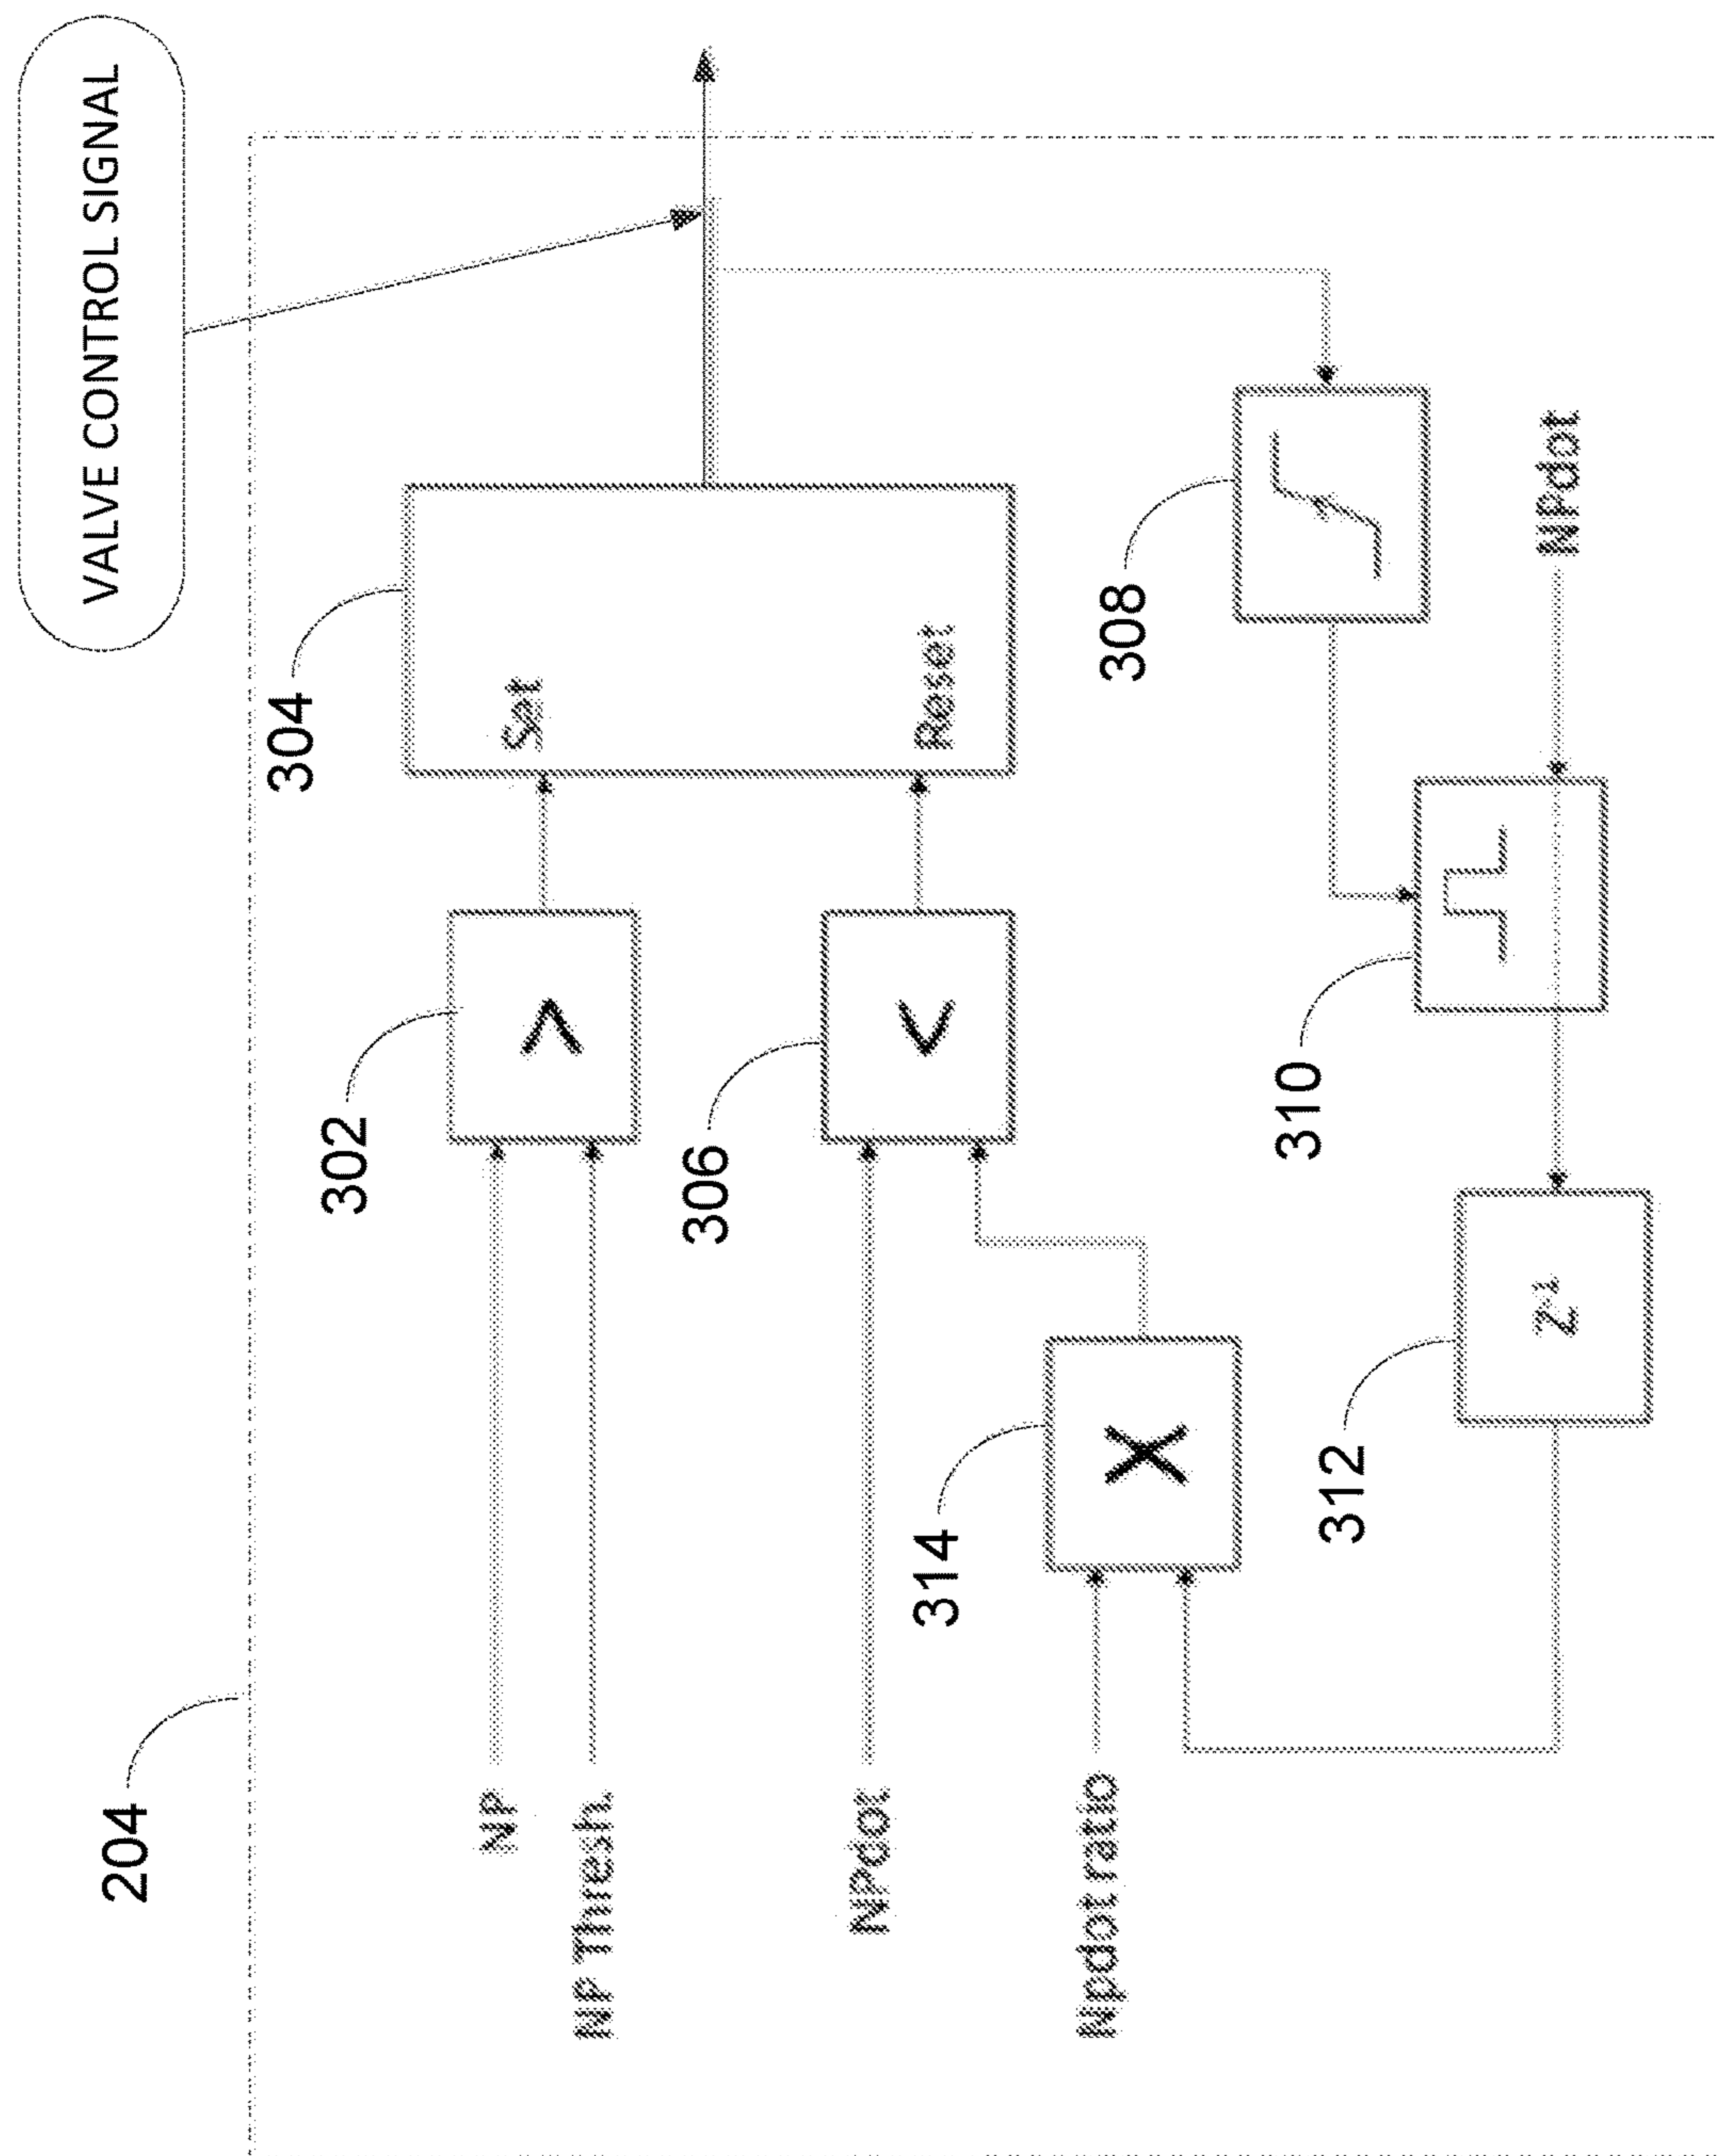 204
VALVE CONTROL SIGNAL
NP
NP Thresh.
302
>
304
Set
NPdot
306
<
Reset
Npdot ratio
314
X
308
312
Z-1
310
NPdot